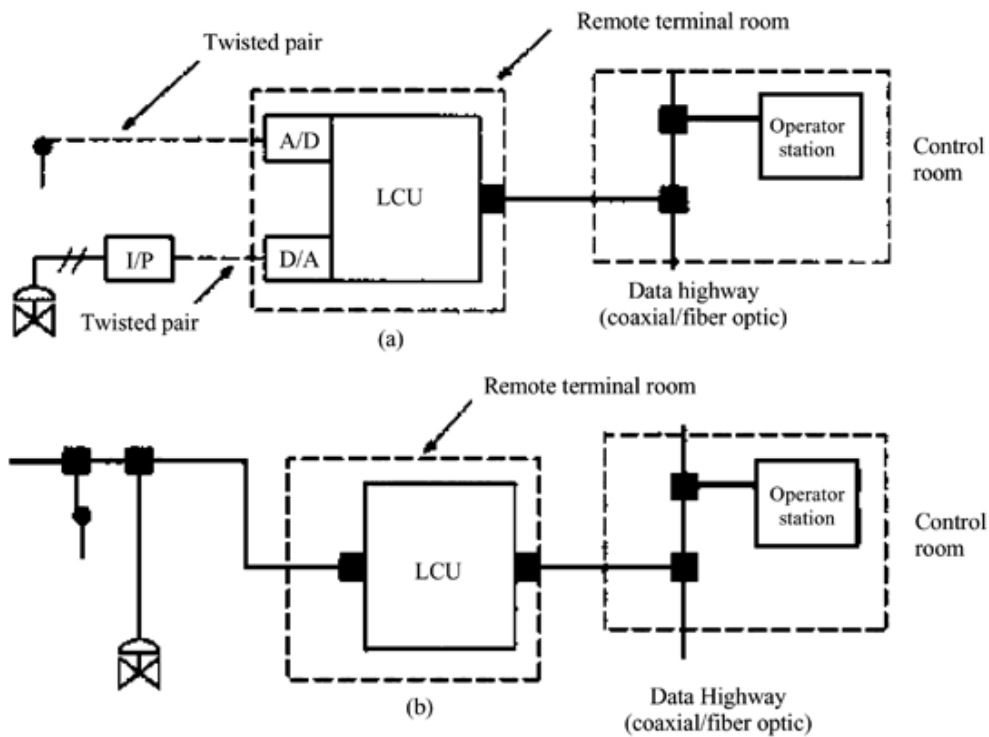 Remote terminal room
Twisted pair
A/D
LCU
Operator
station
Control
room
I/P
D/A
Twisted pair
Data highway
(coaxial/fiber optic)
(a)
Remote terminal room
LCU
Operator
station
Control
room
(b)
Data Highway
(coaxial/fiber optic)